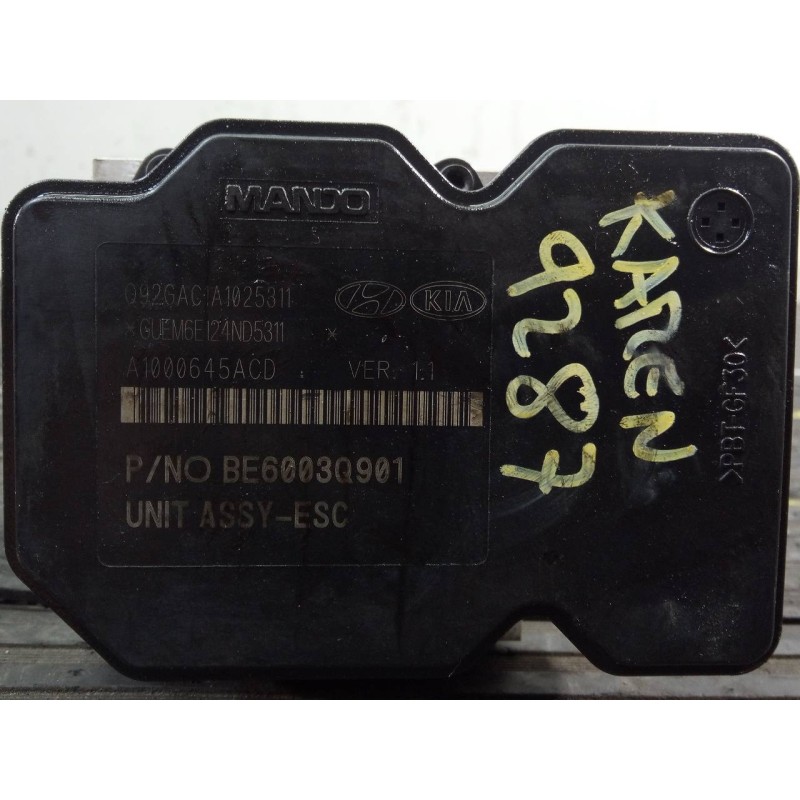 MANDO
Q92GAC A1025311
*GUEM6E124ND5311 *
A1000645ACD VER. 1.1
KIA
P/NO BE6003Q901
UNIT ASSY-ESC
KAREN
9287
>PBT-GF30<